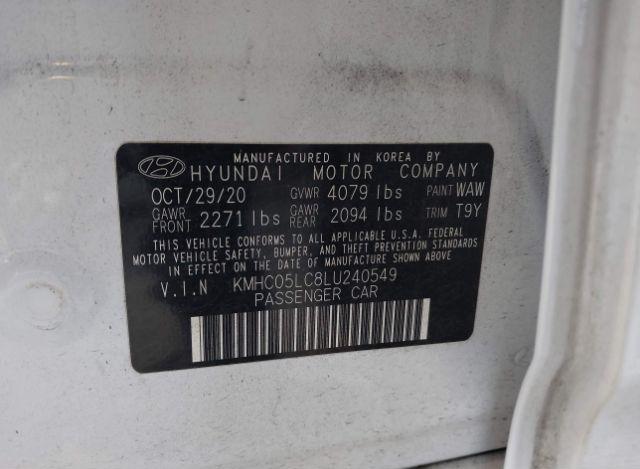 MANUFACTURED IN KOREA BY
HYUNDAI MOTOR COMPANY
OCT/29/20 GVWR 4079 lbs PAINT WAW
GAWR FRONT 2271 lbs GAWR REAR 2094 lbs TRIM T9Y
THIS VEHICLE CONFORMS TO ALL APPLICABLE U.S.A. FEDERAL
MOTOR VEHICLE SAFETY, BUMPER, AND THEFT PREVENTION
STANDARDS IN EFFECT ON THE DATE OF MANUFACTURE SHOWN ABOVE.
V.I.N KMHC05LC8LU240549
PASSENGER CAR